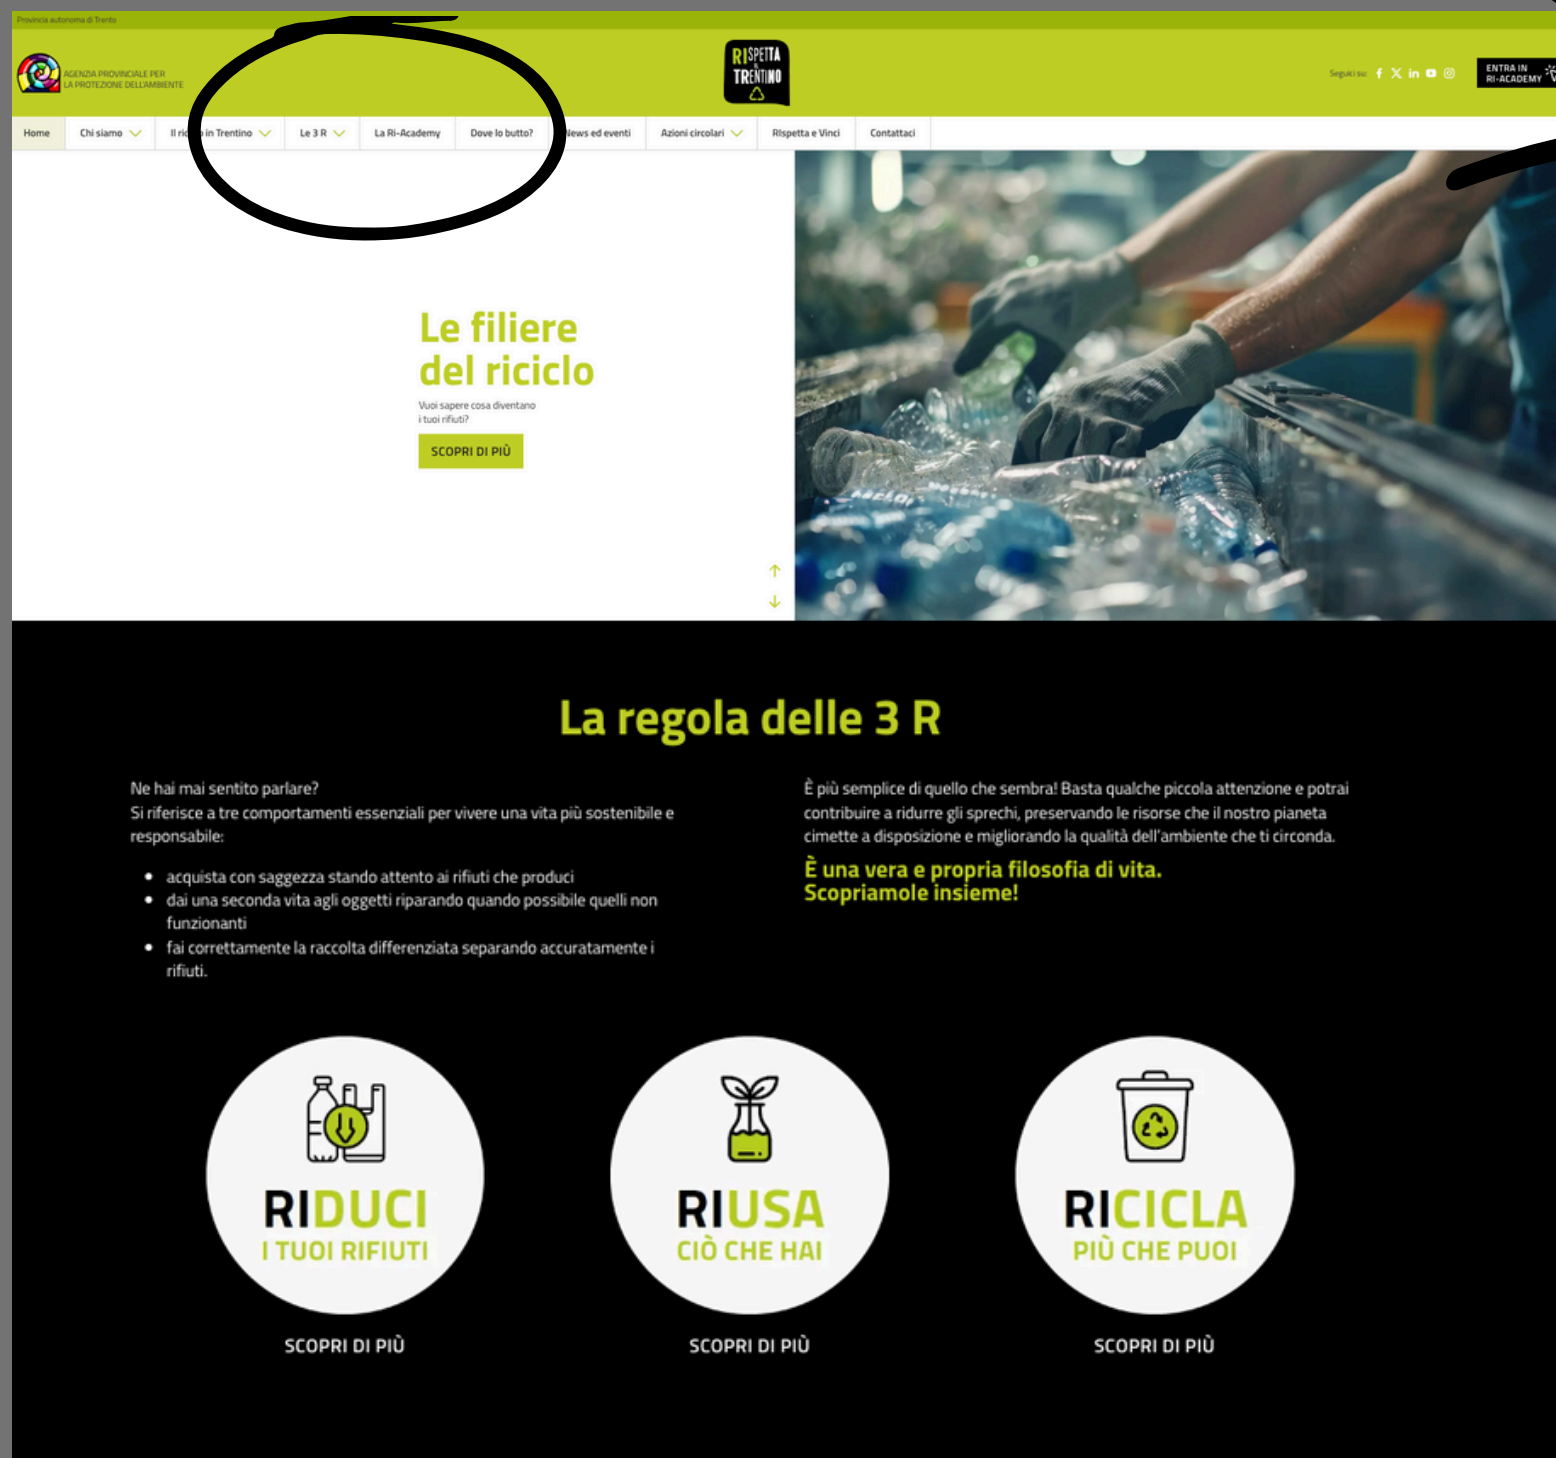 Provincia autonoma di Trento
AGENZIA PROVINCIALE PER
LA PROTEZIONE DELL'AMBIENTE
RISPETTA
IL
TRENTINO
Seguici su:
ENTRA IN
RI-ACADEMY
Home
Chi siamo
Il in Trentino
Le 3 R
La Ri-Academy
Dove lo butto?
News ed eventi
Azioni circolari
RIspetta e Vinci
Contattaci
Le filiere
del riciclo
Vuoi sapere cosa diventano
i tuoi rifiuti?
SCOPRI DI PIÙ
La regola delle 3 R
Ne hai mai sentito parlare?
Si riferisce a tre comportamenti essenziali per vivere una vita più sostenibile e
responsabile:
acquista con saggezza stando attento ai rifiuti che produci
dai una seconda vita agli oggetti riparando quando possibile quelli non
funzionanti
fai correttamente la raccolta differenziata separando accuratamente i
rifiuti.
È più semplice di quello che sembra! Basta qualche piccola attenzione e potrai
contribuire a ridurre gli sprechi, preservando le risorse che il nostro pianeta
cimette a disposizione e migliorando la qualità dell'ambiente che ti circonda.
È una vera e propria filosofia di vita.
Scopriamole insieme!
RIDUCI
I TUOI RIFIUTI
SCOPRI DI PIÙ
RIUSA
CIÒ CHE HAI
SCOPRI DI PIÙ
RICICLA
PIÙ CHE PUOI
SCOPRI DI PIÙ